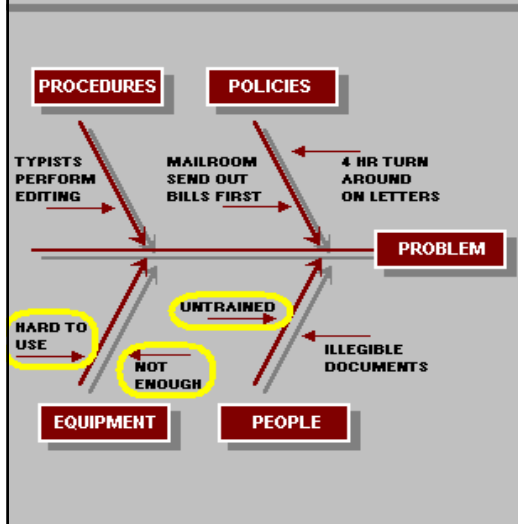 PROCEDURES
POLICIES
TYPISTS
PERFORM
EDITING
MAILROOM
SEND OUT
BILLS FIRST
4 HR TURN
AROUND
ON LETTERS
PROBLEM
HARD TO
USE
NOT
ENOUGH
UNTRAINED
ILLEGIBLE
DOCUMENTS
EQUIPMENT
PEOPLE